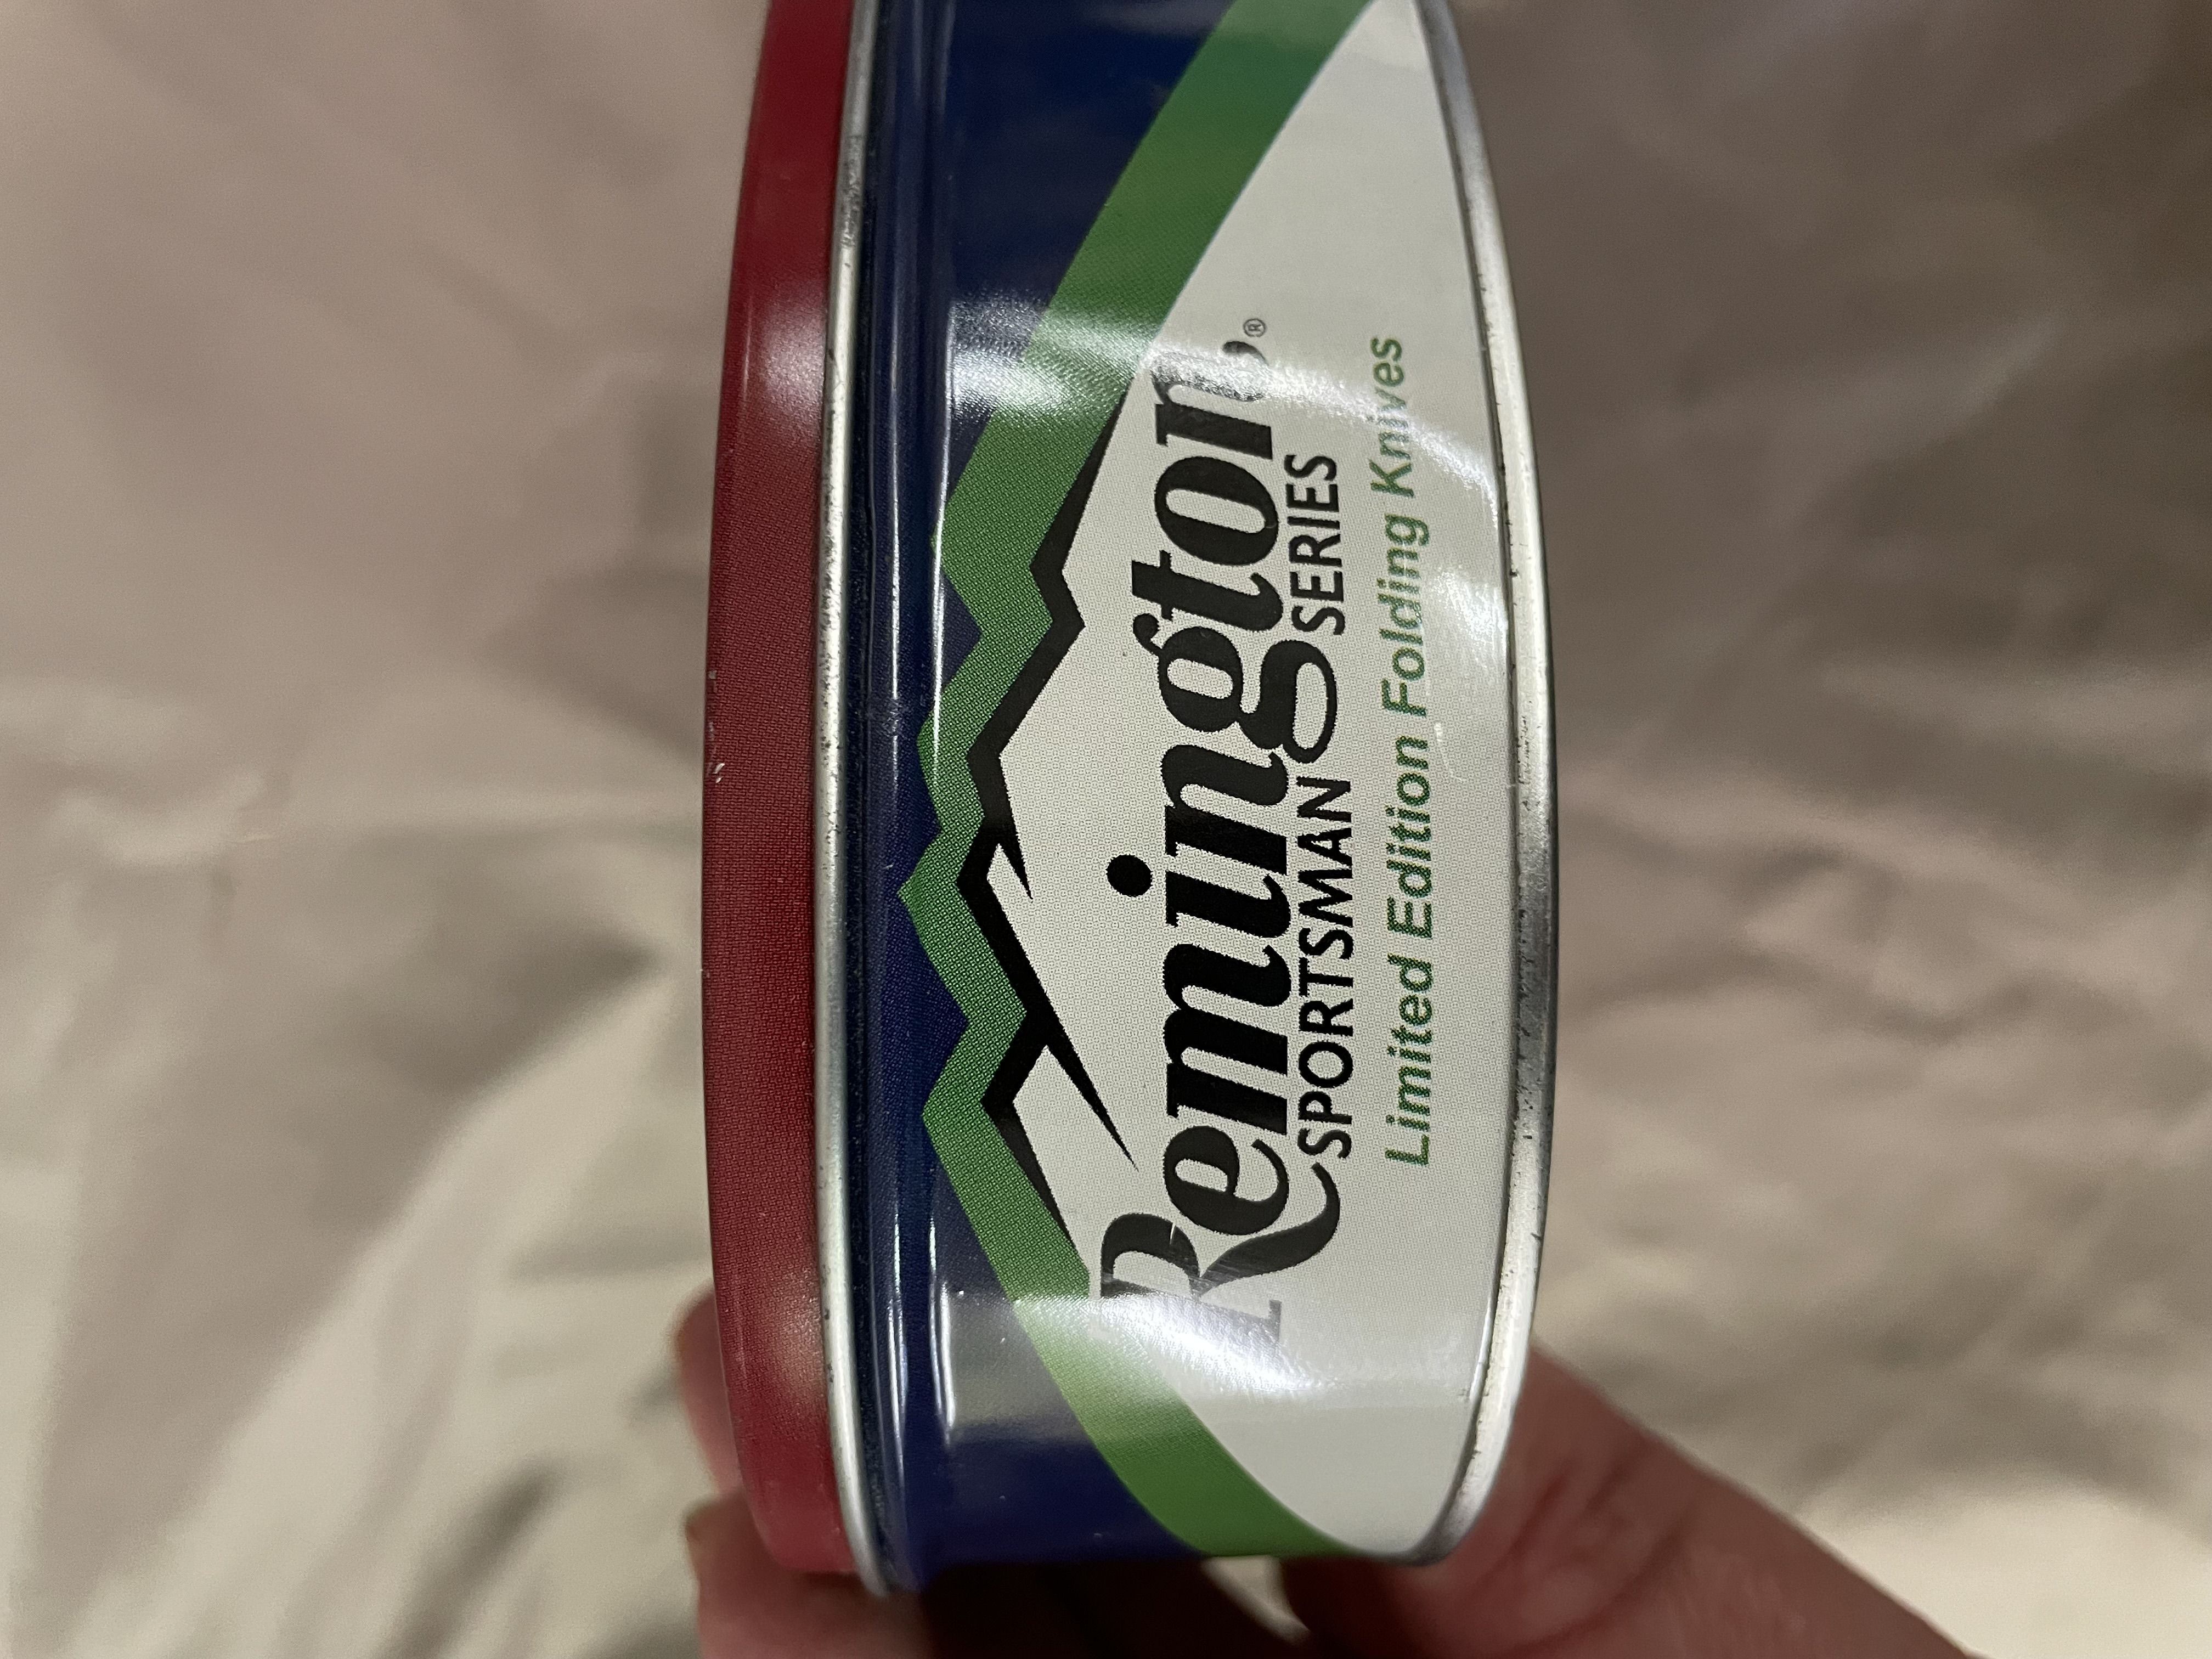 Remington®
SPORTSMAN SERIES
Limited Edition Folding Knives